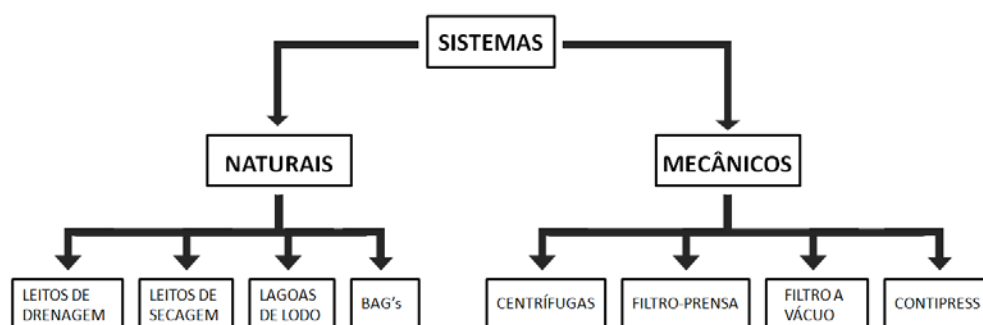 SISTEMAS
NATURAIS
MECÂNICOS
LEITOS DE
DRENAGEM
LEITOS DE
SECAGEM
LAGOAS
DE LODO
BAG's
CENTRÍFUGAS
FILTRO-PRENSA
FILTRO A
VÁCUO
CONTIPRESS